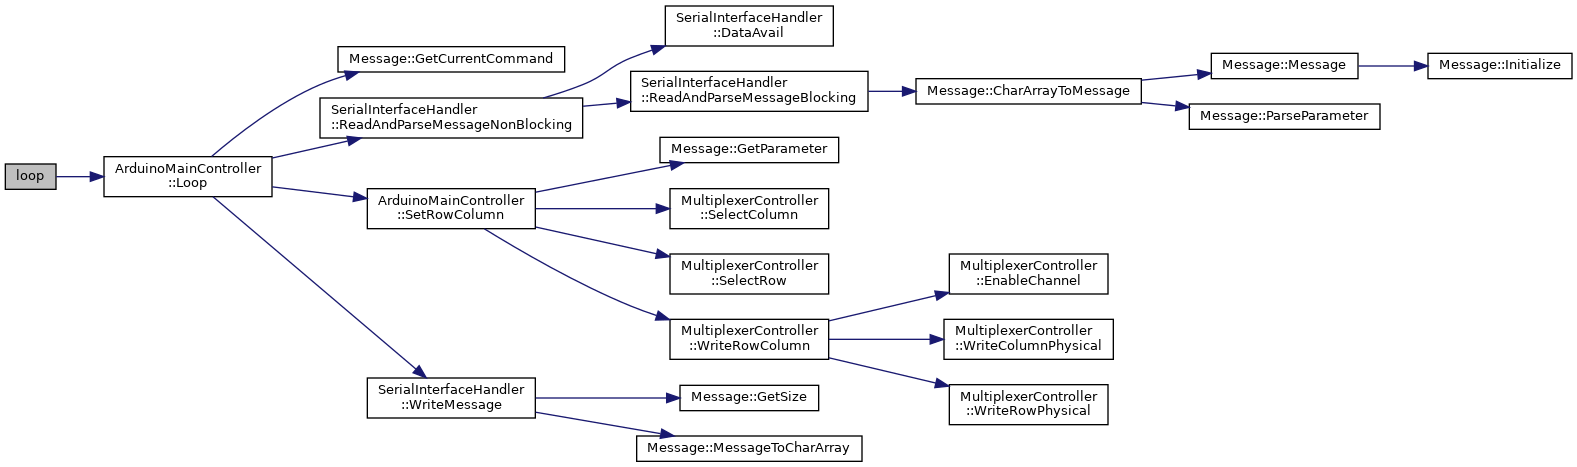 SerialInterfaceHandler
::DataAvail
Message::GetCurrentCommand
Message::Message
Message::Initialize
SerialInterfaceHandler
::ReadAndParseMessageBlocking
Message::CharArrayToMessage
SerialInterfaceHandler
::ReadAndParseMessageNonBlocking
Message::ParseParameter
Message::GetParameter
loop
ArduinoMainController
::Loop
ArduinoMainController
::SetRowColumn
MultiplexerController
::SelectColumn
MultiplexerController
::SelectRow
MultiplexerController
::EnableChannel
MultiplexerController
::WriteRowColumn
MultiplexerController
::WriteColumnPhysical
SerialInterfaceHandler
::WriteMessage
Message::GetSize
MultiplexerController
::WriteRowPhysical
Message::MessageToCharArray